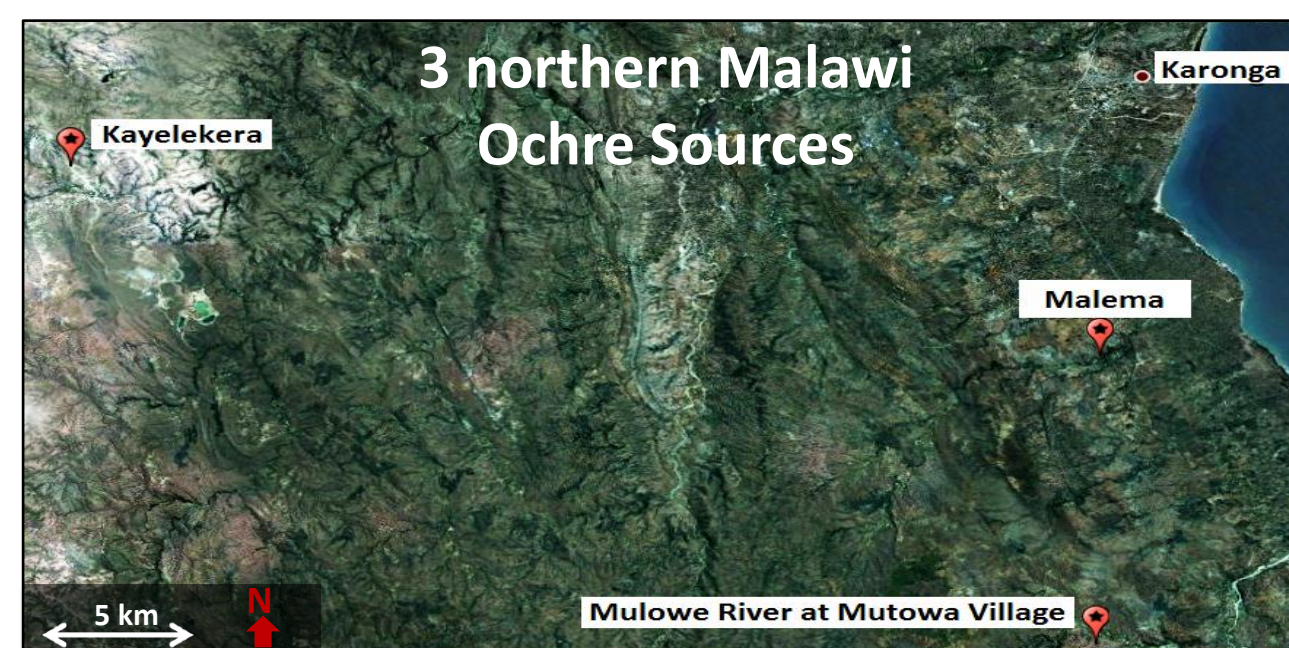 3 northern Malawi
Ochre Sources
Karonga
Kayelekera
Malema
Mulowe River at Mutowa Village
5 km
N